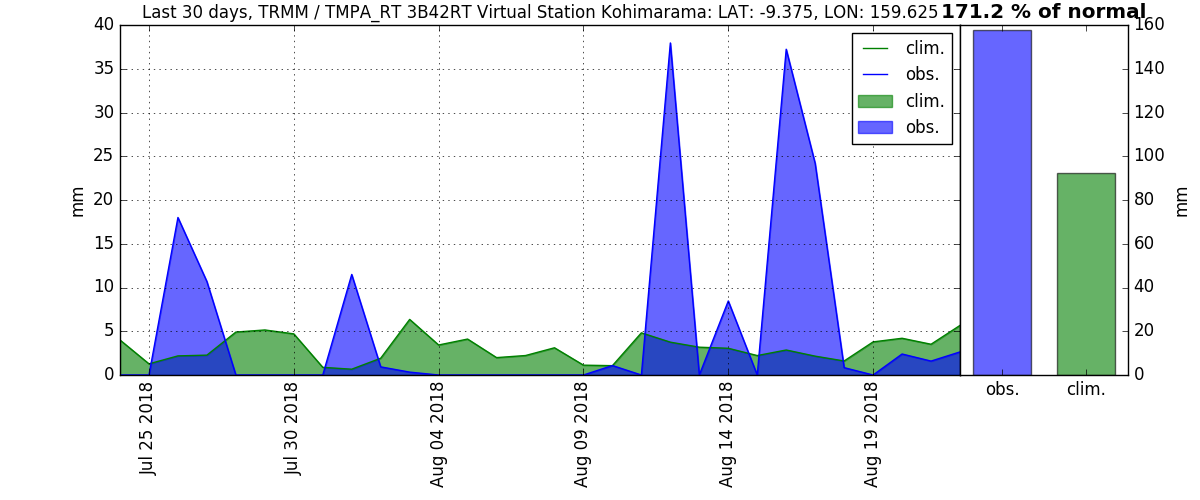 Last 30 days, TRMM / TMPA_RT 3B42RT Virtual Station Kohimarama: LAT: -9.375, LON: 159.625 171.2 % of normal
40
35
30
25
20
15
10
5
0
mm
clim.
obs.
clim.
obs.
160
140
120
100
80
60
40
20
0
mm
Jul 25 2018
Jul 30 2018
Aug 04 2018
Aug 09 2018
Aug 14 2018
Aug 19 2018
obs.
clim.